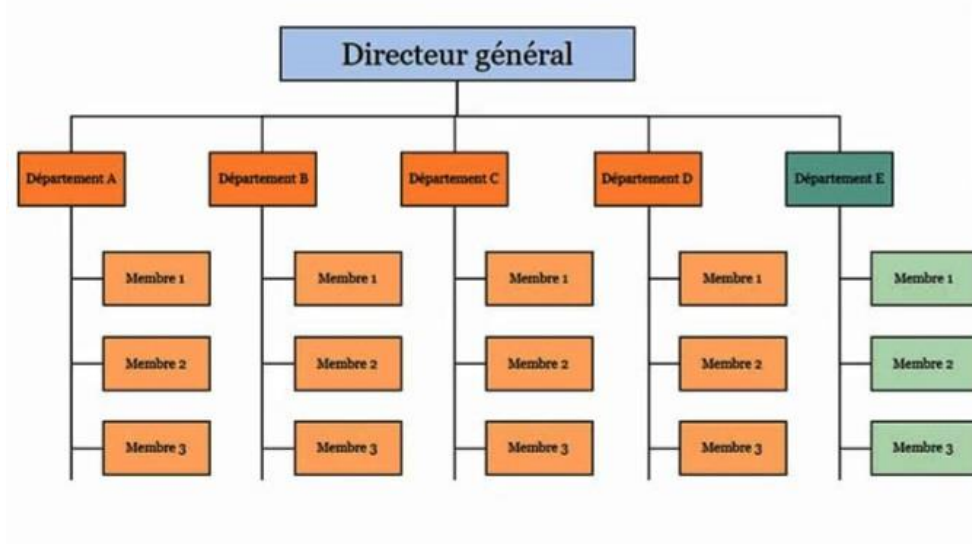 Directeur général
Département A
Département B
Département C
Département D
Département E
Membre 1
Membre 1
Membre 1
Membre 1
Membre 1
Membre 2
Membre 2
Membre 2
Membre 2
Membre 2
Membre 3
Membre 3
Membre 3
Membre 3
Membre 3